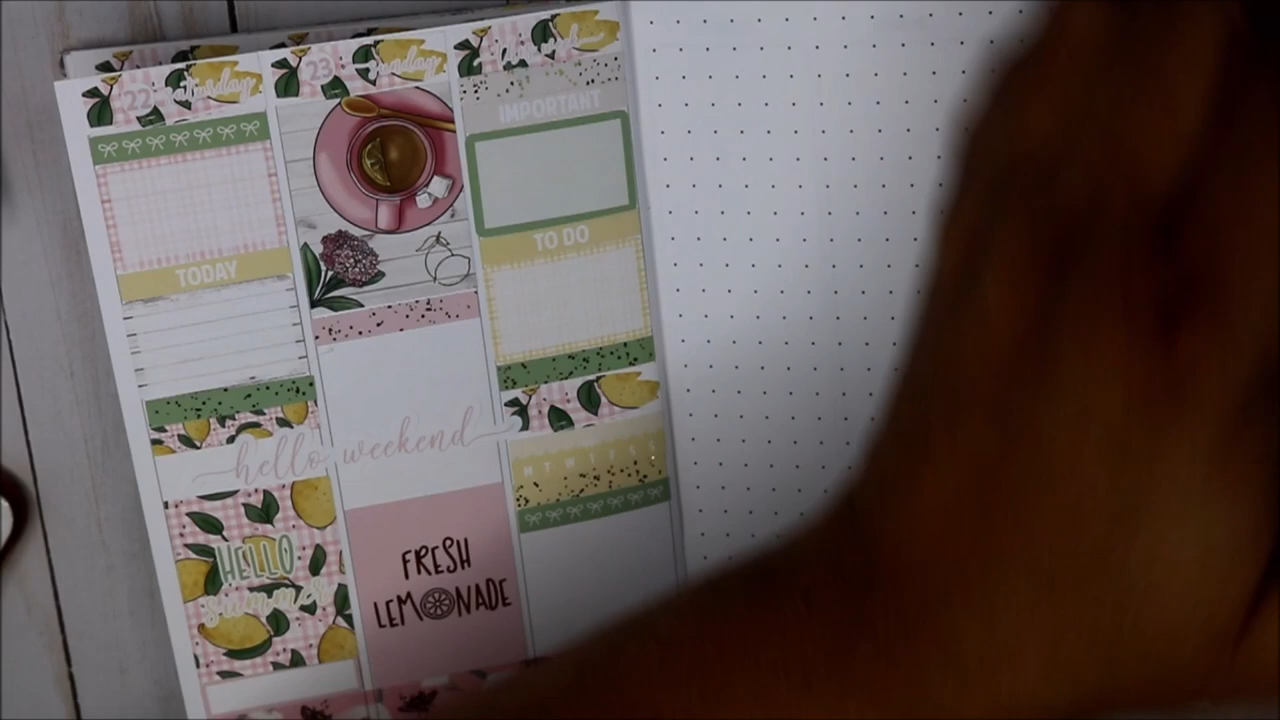 22 Saturday
23 Sunday
IMPORTANT
TO DO
TODAY
hello weekend
M T W T F S S
HELLO
summer
FRESH
LEMONADE